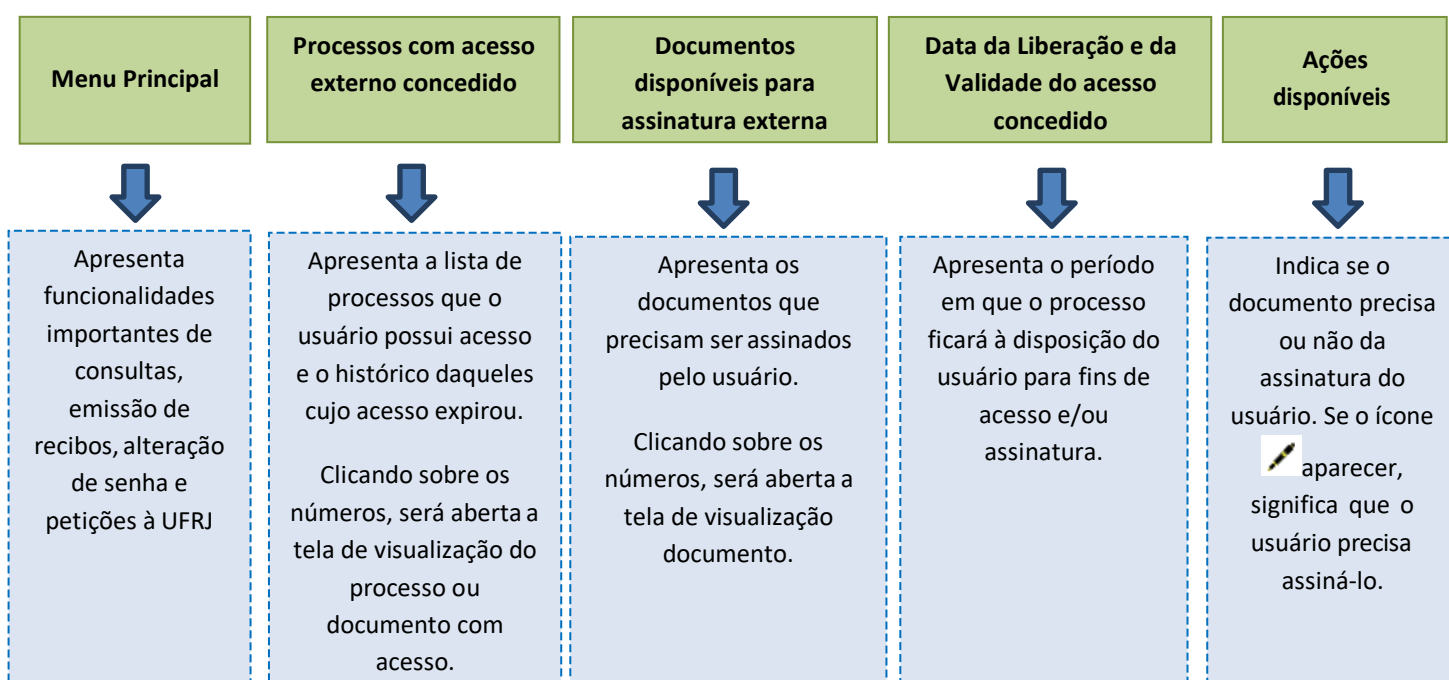 Menu Principal
Processos com acesso
externo concedido
Documentos
disponíveis para
assinatura externa
Data da Liberação e da
Validade do acesso
concedido
Ações
disponíveis
Apresenta
funcionalidades
importantes de
consultas,
emissão de
recibos, alteração
de senha e
petições à UFRJ
Apresenta a lista de
processos que o
usuário possui acesso
e o histórico daqueles
cujo acesso expirou.
Clicando sobre os
números, será aberta a
tela de visualização do
processo ou
documento com
acesso.
Apresenta os
documentos que
precisam ser assinados
pelo usuário.
Clicando sobre os
números, será aberta a
tela de visualização
documento.
Apresenta o período
em que o processo
ficará à disposição do
usuário para fins de
acesso e/ou
assinatura.
Indica se o
documento precisa
ou não da
assinatura do
usuário. Se o ícone
aparecer,
significa que o
usuário precisa
assiná-lo.